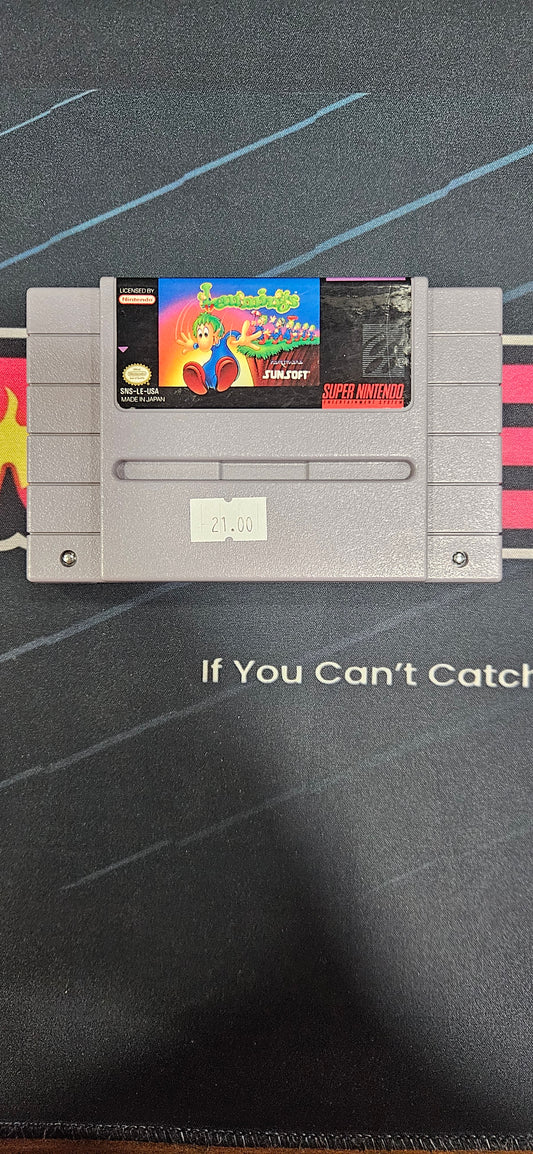 LICENSED BY
Nintendo
Lemmings
SUNSOFT
SNS-LE-USA
MADE IN JAPAN
SUPER NINTENDO
ENTERTAINMENT SYSTEM
21.00
If You Can't Catch